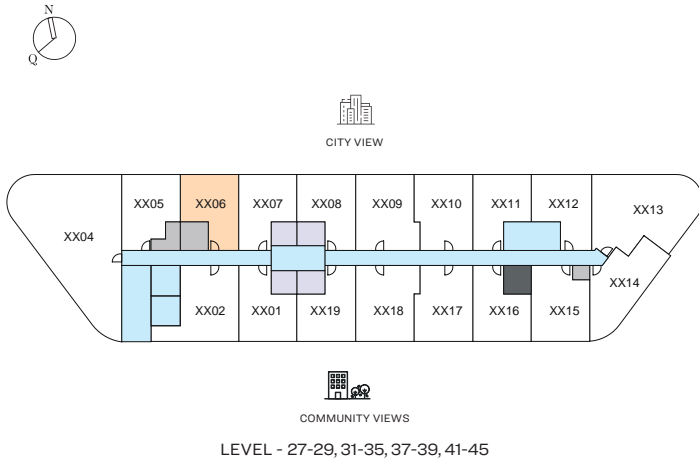 N
Q
CITY VIEW
XX05 XX06 XX07 XX08 XX09 XX10 XX11 XX12
XX04 XX13
XX14
XX02 XX01 XX19 XX18 XX17 XX16 XX15
COMMUNITY VIEWS
LEVEL - 27-29, 31-35, 37-39, 41-45